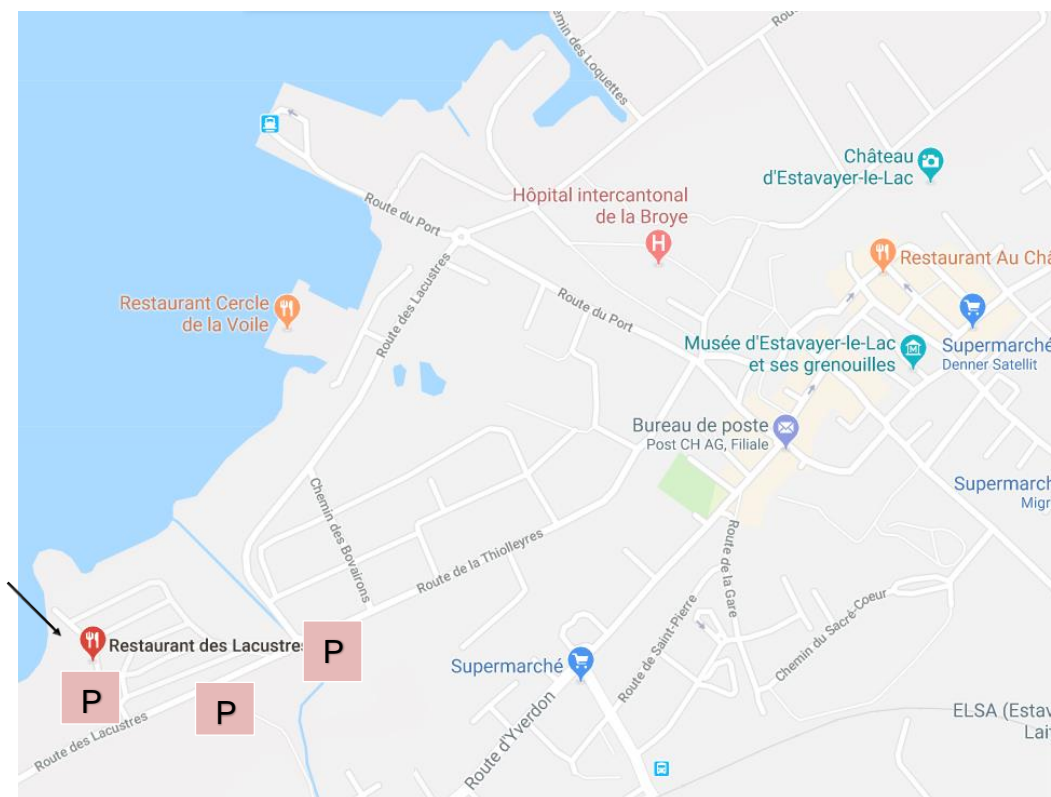 Chemin des Loquettes
Rou
Château
d'Estavayer-le-Lac
Hôpital intercantonal
de la Broye
H
Route du Port
Restaurant Au Châ
Route des Lacustres
Restaurant Cercle
de la Voile
Route du Port
Musée d'Estavayer-le-Lac
et ses grenouilles
Supermarché
Denner Satellit
Bureau de poste
Post CH AG, Filiale
Supermarch
Migr
Chemin des Bovairons
Route de la Thiolleyres
Route de la Gare
Route de Saint-Pierre
Chemin du Sacré-Coeur
Restaurant des Lacustre
P
P
P
Supermarché
Route des Lacustres
Route d'Yverdon
ELSA (Estav
Lait